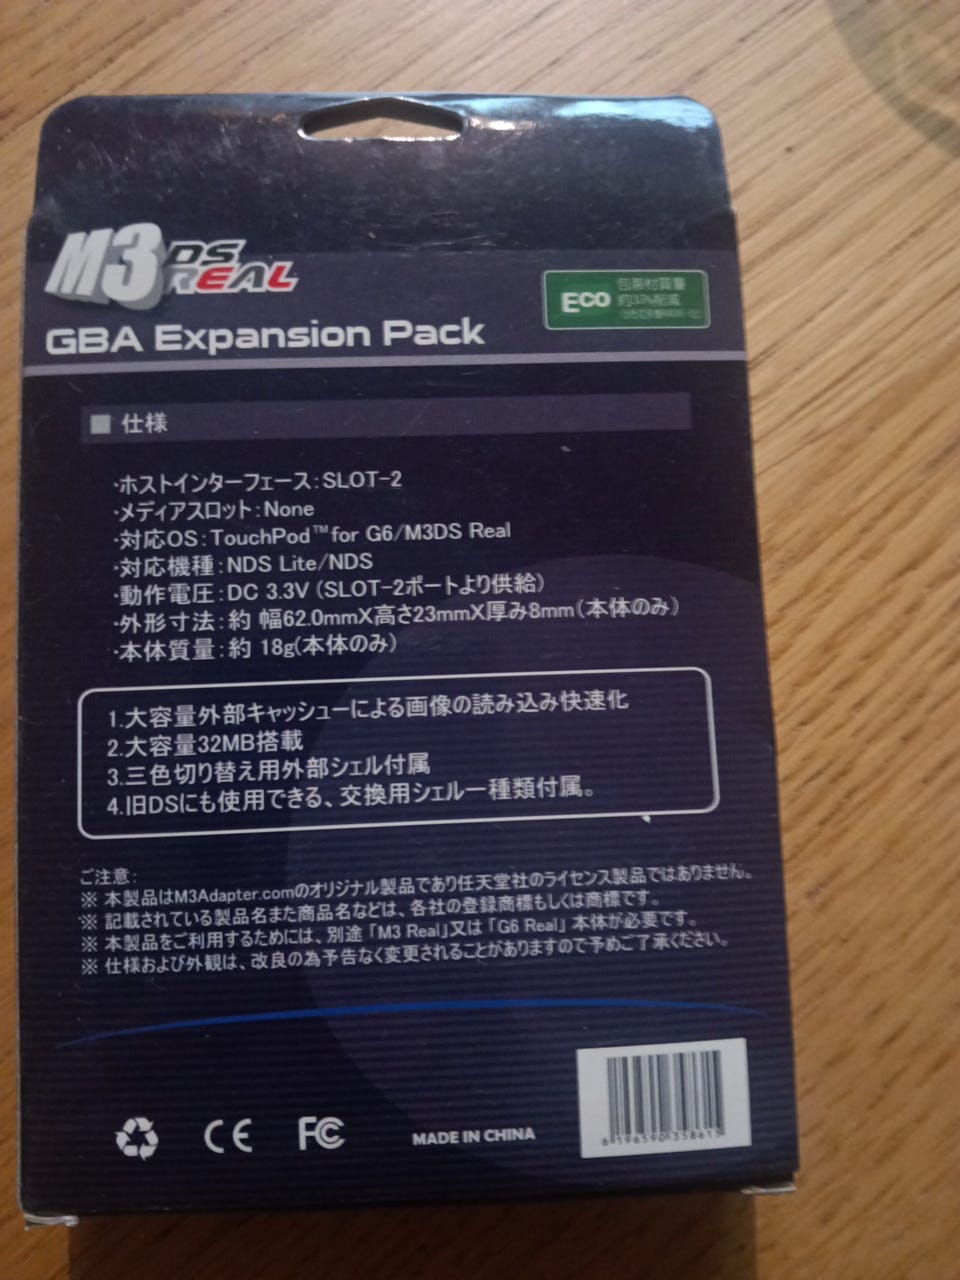 M3 DS REAL
GBA Expansion Pack
Eco
包装材質量
削減
■ 仕様
・ホストインターフェース:SLOT-2
・メディアスロット:None
・対応OS:TouchPod™for G6/M3DS Real
・対応機種:NDS Lite/NDS
・動作電圧:DC 3.3V (SLOT-2ポートより供給)
・外形寸法:約 幅62.0mmX高さ23mmX厚み8mm(本体のみ)
・本体質量:約 18g(本体のみ)
1.大容量外部キャッシューによる画像の読み込み快速化
2.大容量32MB搭載
3.三色切り替え用外部シェル付属
4.旧DSにも使用できる、交換用シェル一種類付属。
ご注意:
※ 本製品はM3Adapter.comのオリジナル製品であり任天堂社のライセンス製品ではありません。
※ 記載されている製品名また商品名などは、各社の登録商標もしくは商標です。
※ 本製品をご利用するためには、別途「M3 Real」又は「G6 Real」本体が必要です。
※ 仕様および外観は、改良の為予告なく変更されることがありますので予めご了承ください。
CE FC MADE IN CHINA
6 196590 358615